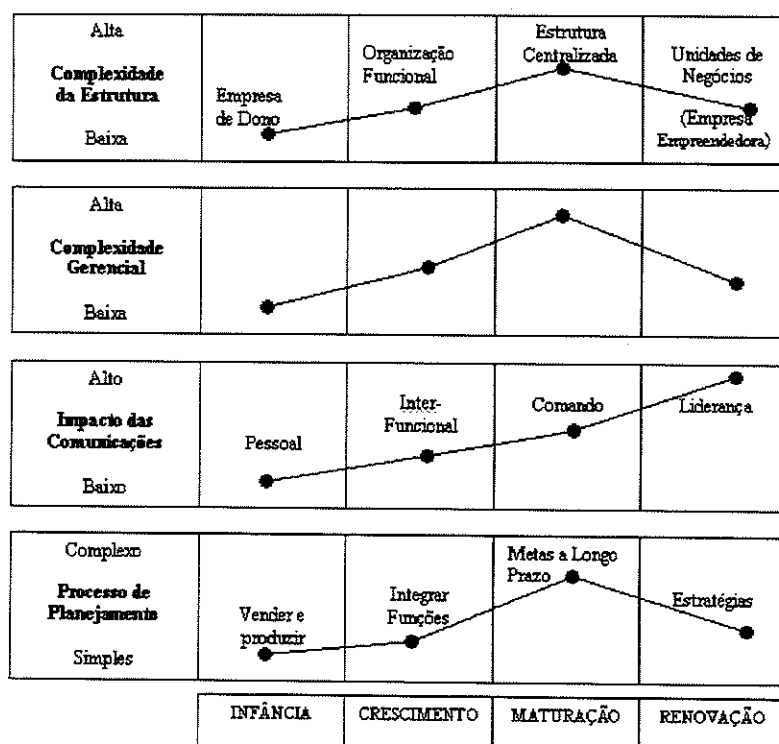 Alta
Complexidade
da Estrutura
Baixa
Empresa
de Dono
Organização
Funcional
Estrutura
Centralizada
Unidades de
Negócios
(Empresa
Empreendedora)
Alta
Complexidade
Gerencial
Baixa
Alto
Impacto das
Comunicações
Baixo
Pessoal
Inter-
Funcional
Comando
Liderança
Complexo
Processo de
Planejamento
Simples
Vender e
produzir
Integrar
Funções
Metas a Longo
Prazo
Estratégias
INFÂNCIA
CRESCIMENTO
MATURAÇÃO
RENOVAÇÃO